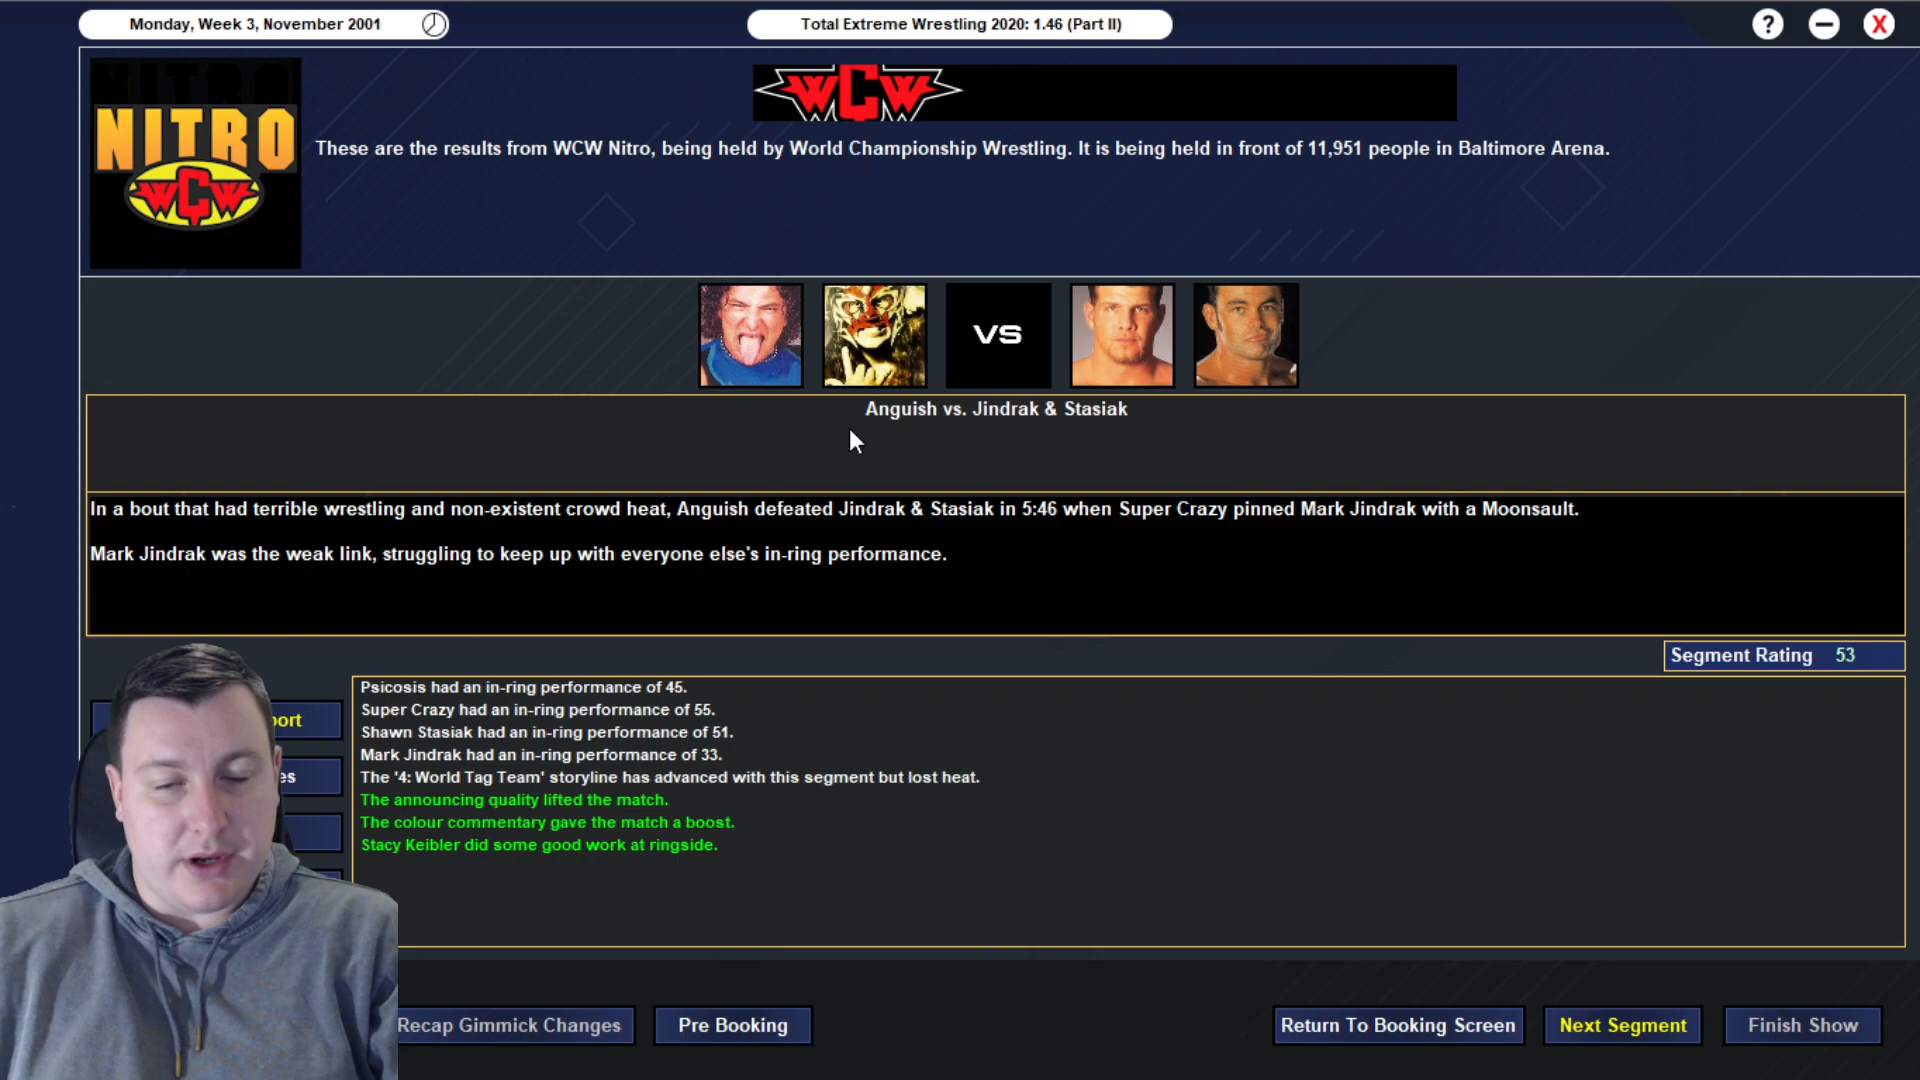 Monday, Week 3, November 2001
Total Extreme Wrestling 2020: 1.46 (Part II)
?
X
NITRO
WCW
WCW
These are the results from WCW Nitro, being held by World Championship Wrestling. It is being held in front of 11,951 people in Baltimore Arena.
VS
Anguish vs. Jindrak & Stasiak
In a bout that had terrible wrestling and non-existent crowd heat, Anguish defeated Jindrak & Stasiak in 5:46 when Super Crazy pinned Mark Jindrak with a Moonsault.
Mark Jindrak was the weak link, struggling to keep up with everyone else's in-ring performance.
Segment Rating 53
Psicosis had an in-ring performance of 45.
Super Crazy had an in-ring performance of 55.
Shawn Stasiak had an in-ring performance of 51.
Mark Jindrak had an in-ring performance of 33.
The '4: World Tag Team' storyline has advanced with this segment but lost heat.
The announcing quality lifted the match.
The colour commentary gave the match a boost.
Stacy Keibler did some good work at ringside.
Recap Gimmick Changes
Pre Booking
Return To Booking Screen
Next Segment
Finish Show